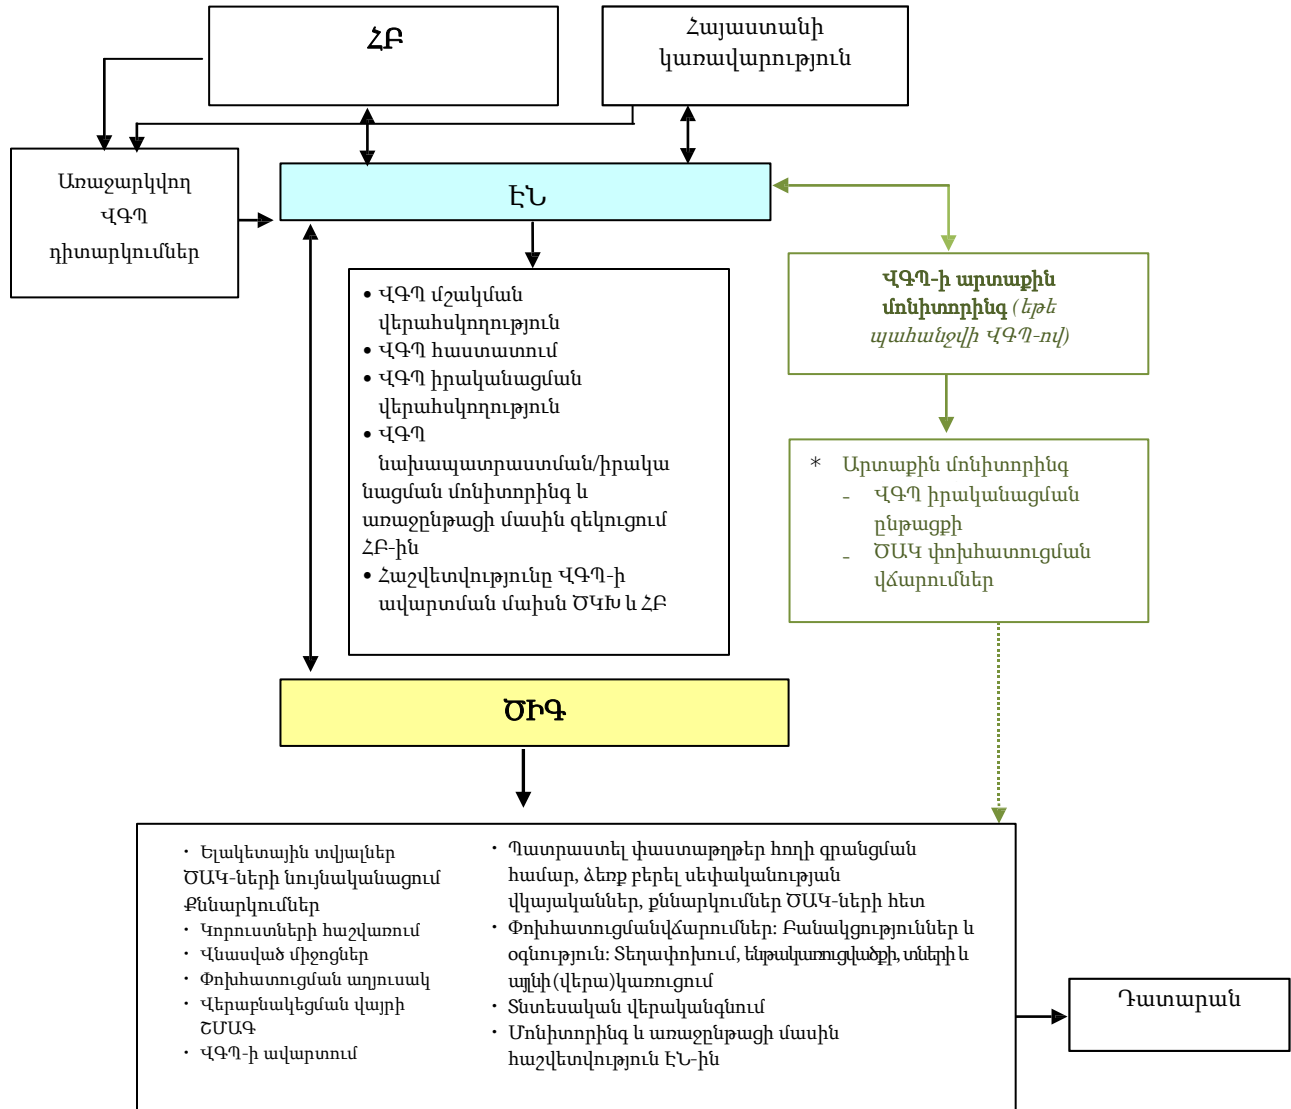 ՀԲ
Հայաստանի
կառավարություն
Առաջարկվող
ՎԳՊ
դիտարկումներ
ԷՆ
• ՎԳՊ մշակման
վերահսկողություն
• ՎԳՊ հաստատում
• ՎԳՊ իրականացման
վերահսկողություն
• ՎԳՊ
նախապատրաստման/իրակա
նացման մոնիտորինգ և
առաջընթացի մասին զեկուցում
ՀԲ-ին
• Հաշվետվությունը ՎԳՊ-ի
ավարտման մաիսն ԾԿԽ և ՀԲ
ՎԳՊ-ի արտաքին
մոնիտորինգ (եթե
պահանջվի ՎԳՊ-ով)
* Արտաքին մոնիտորինգ
- ՎԳՊ իրականացման
ընթացքի
- ԾԱԿ փոխհատուցման
վճարումներ
ԾԻԳ
· Ելակետային տվյալներ
ԾԱԿ-ների նույնականացում
Քննարկումներ
· Կորուստների հաշվառում
· Վնասված միջոցներ
· Փոխհատուցման աղյուսակ
· Վերաբնակեցման վայրի
ՇՄԱԳ
· ՎԳՊ-ի ավարտում
· Պատրաստել փաստաթղթեր հողի գրանցման
համար, ձեռք բերել սեփականության
վկայականներ, քննարկումներ ԾԱԿ-ների հետ
· Փոխհատուցմանվճարումներ: Բանակցություններ և
օգնություն: Տեղափոխում, ենթակառուցվածքի, տների և
այլնի (վերա)կառուցում
· Տնտեսական վերականգնում
· Մոնիտորինգ և առաջընթացի մասին
հաշվետվություն ԷՆ-ին
Դատարան